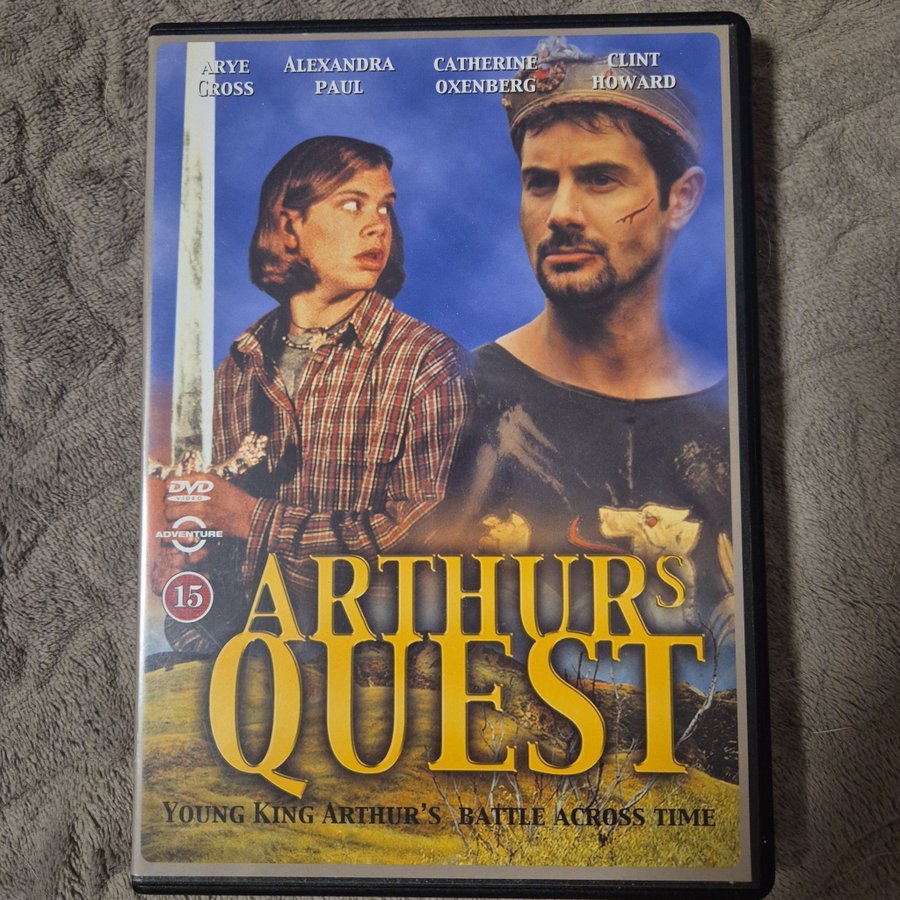 ARYE GROSS
ALEXANDRA PAUL
CATHERINE OXENBERG
CLINT HOWARD
DVD
VIDEO
ADVENTURE
15
ARTHURS
QUEST
YOUNG KING ARTHUR'S BATTLE ACROSS TIME